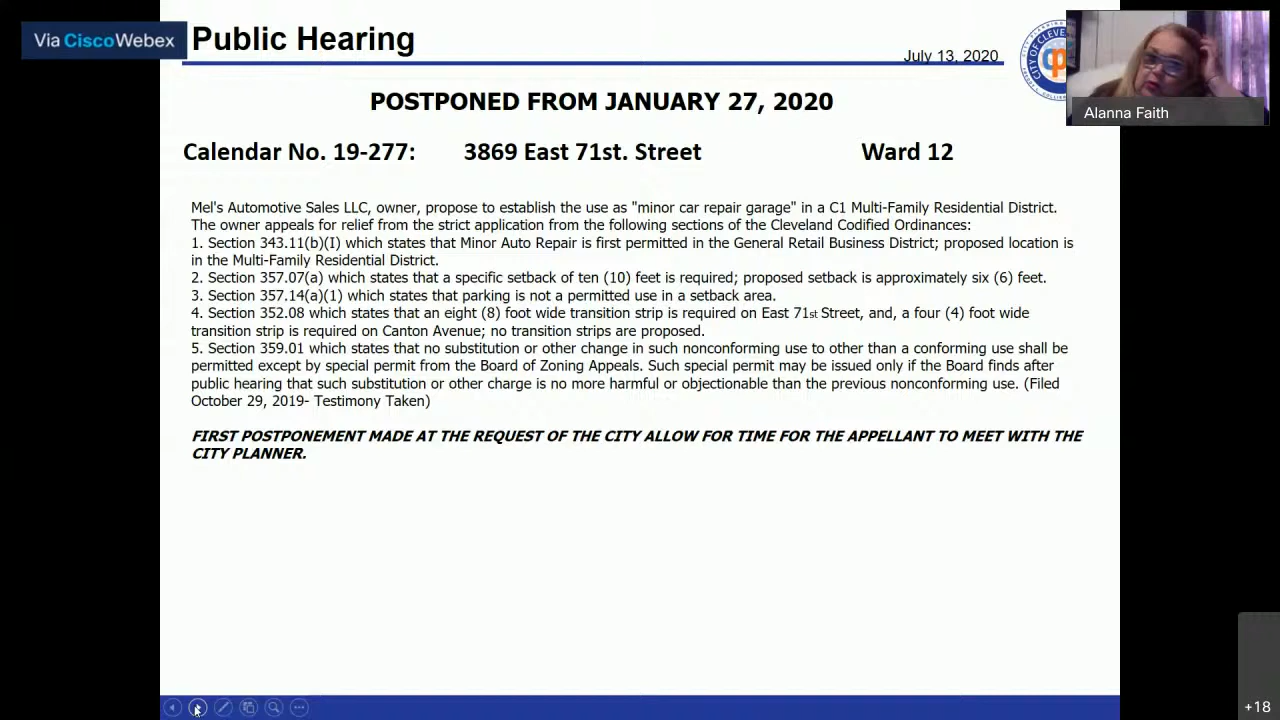 Via CiscoWebex
Public Hearing
July 13, 2020
Alanna Faith
POSTPONED FROM JANUARY 27, 2020
Calendar No. 19-277: 3869 East 71st. Street Ward 12
Mel's Automotive Sales LLC, owner, propose to establish the use as "minor car repair garage" in a C1 Multi-Family Residential District.
The owner appeals for relief from the strict application from the following sections of the Cleveland Codified Ordinances:
1. Section 343.11(b)(I) which states that Minor Auto Repair is first permitted in the General Retail Business District; proposed location is
in the Multi-Family Residential District.
2. Section 357.07(a) which states that a specific setback of ten (10) feet is required; proposed setback is approximately six (6) feet.
3. Section 357.14(a)(1) which states that parking is not a permitted use in a setback area.
4. Section 352.08 which states that an eight (8) foot wide transition strip is required on East 71st Street, and, a four (4) foot wide
transition strip is required on Canton Avenue; no transition strips are proposed.
5. Section 359.01 which states that no substitution or other change in such nonconforming use to other than a conforming use shall be
permitted except by special permit from the Board of Zoning Appeals. Such special permit may be issued only if the Board finds after
public hearing that such substitution or other charge is no more harmful or objectionable than the previous nonconforming use. (Filed
October 29, 2019- Testimony Taken)
FIRST POSTPONEMENT MADE AT THE REQUEST OF THE CITY ALLOW FOR TIME FOR THE APPELLANT TO MEET WITH THE
CITY PLANNER.
+18